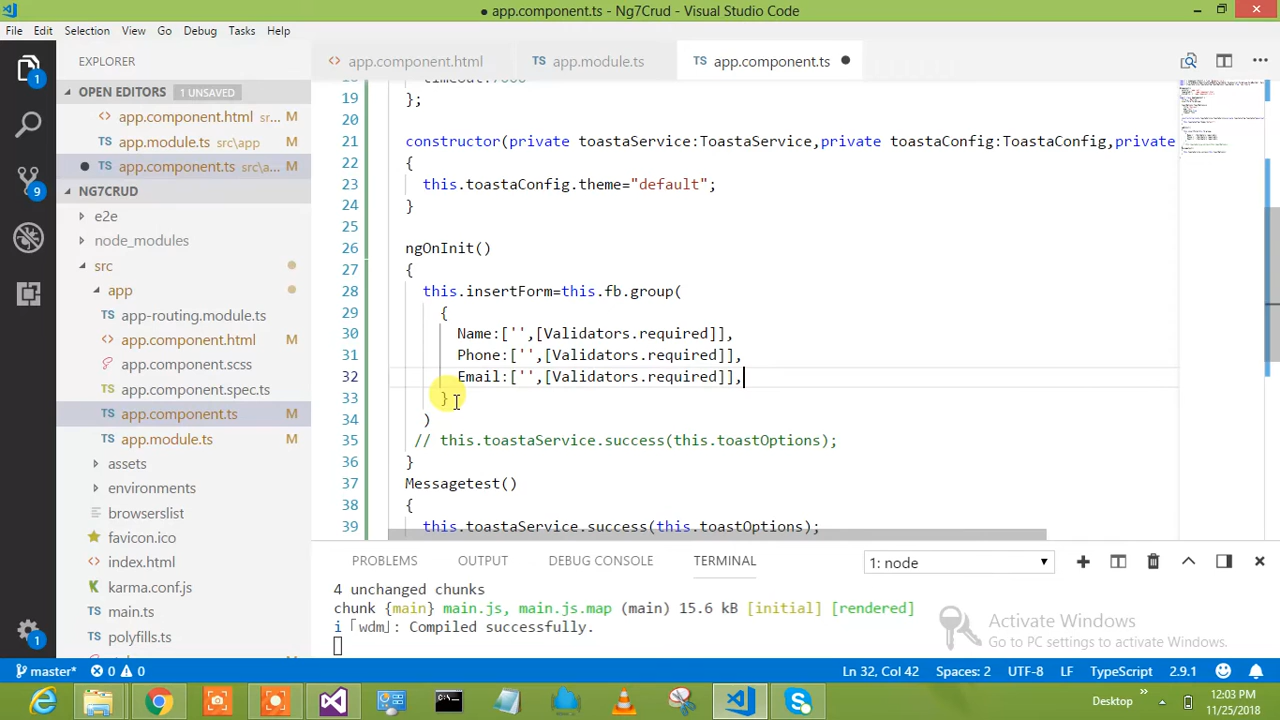 ● app.component.ts - Ng7Crud - Visual Studio Code
File Edit Selection View Go Debug Tasks Help
EXPLORER
app.component.html
app.module.ts
TS app.component.ts ●
OPEN EDITORS 1 UNSAVED
app.component.html sr... M
app.module.ts src\app M
app.component.ts src\a... M
NG7CRUD
e2e
node_modules
src
app
app-routing.module.ts
app.component.html M
app.component.scss
app.component.spec.ts
app.component.ts M
app.module.ts M
assets
environments
browserslist
favicon.ico
index.html
karma.conf.js
main.ts
polyfills.ts
19 };
20
21 constructor(private toastaService:ToastaService,private toastaConfig:ToastaConfig,private
22 {
23 this.toastaConfig.theme="default";
24 }
25
26 ngOnInit()
27 {
28 this.insertForm=this.fb.group(
29 {
30 Name:['',[Validators.required]],
31 Phone:['',[Validators.required]],
32 Email:['',[Validators.required]],
33 }
34 )
35 // this.toastaService.success(this.toastOptions);
36 }
37 Messagetest()
38 {
39 this.toastaService.success(this.toastOptions);
PROBLEMS OUTPUT DEBUG CONSOLE TERMINAL 1: node
4 unchanged chunks
chunk {main} main.js, main.js.map (main) 15.6 kB [initial] [rendered]
i ｢wdm｣: Compiled successfully.
Activate Windows
Go to PC settings to activate Windows.
master* 0 0 Ln 32, Col 42 Spaces: 2 UTF-8 LF TypeScript 2.9.1
Desktop 12:03 PM
11/25/2018